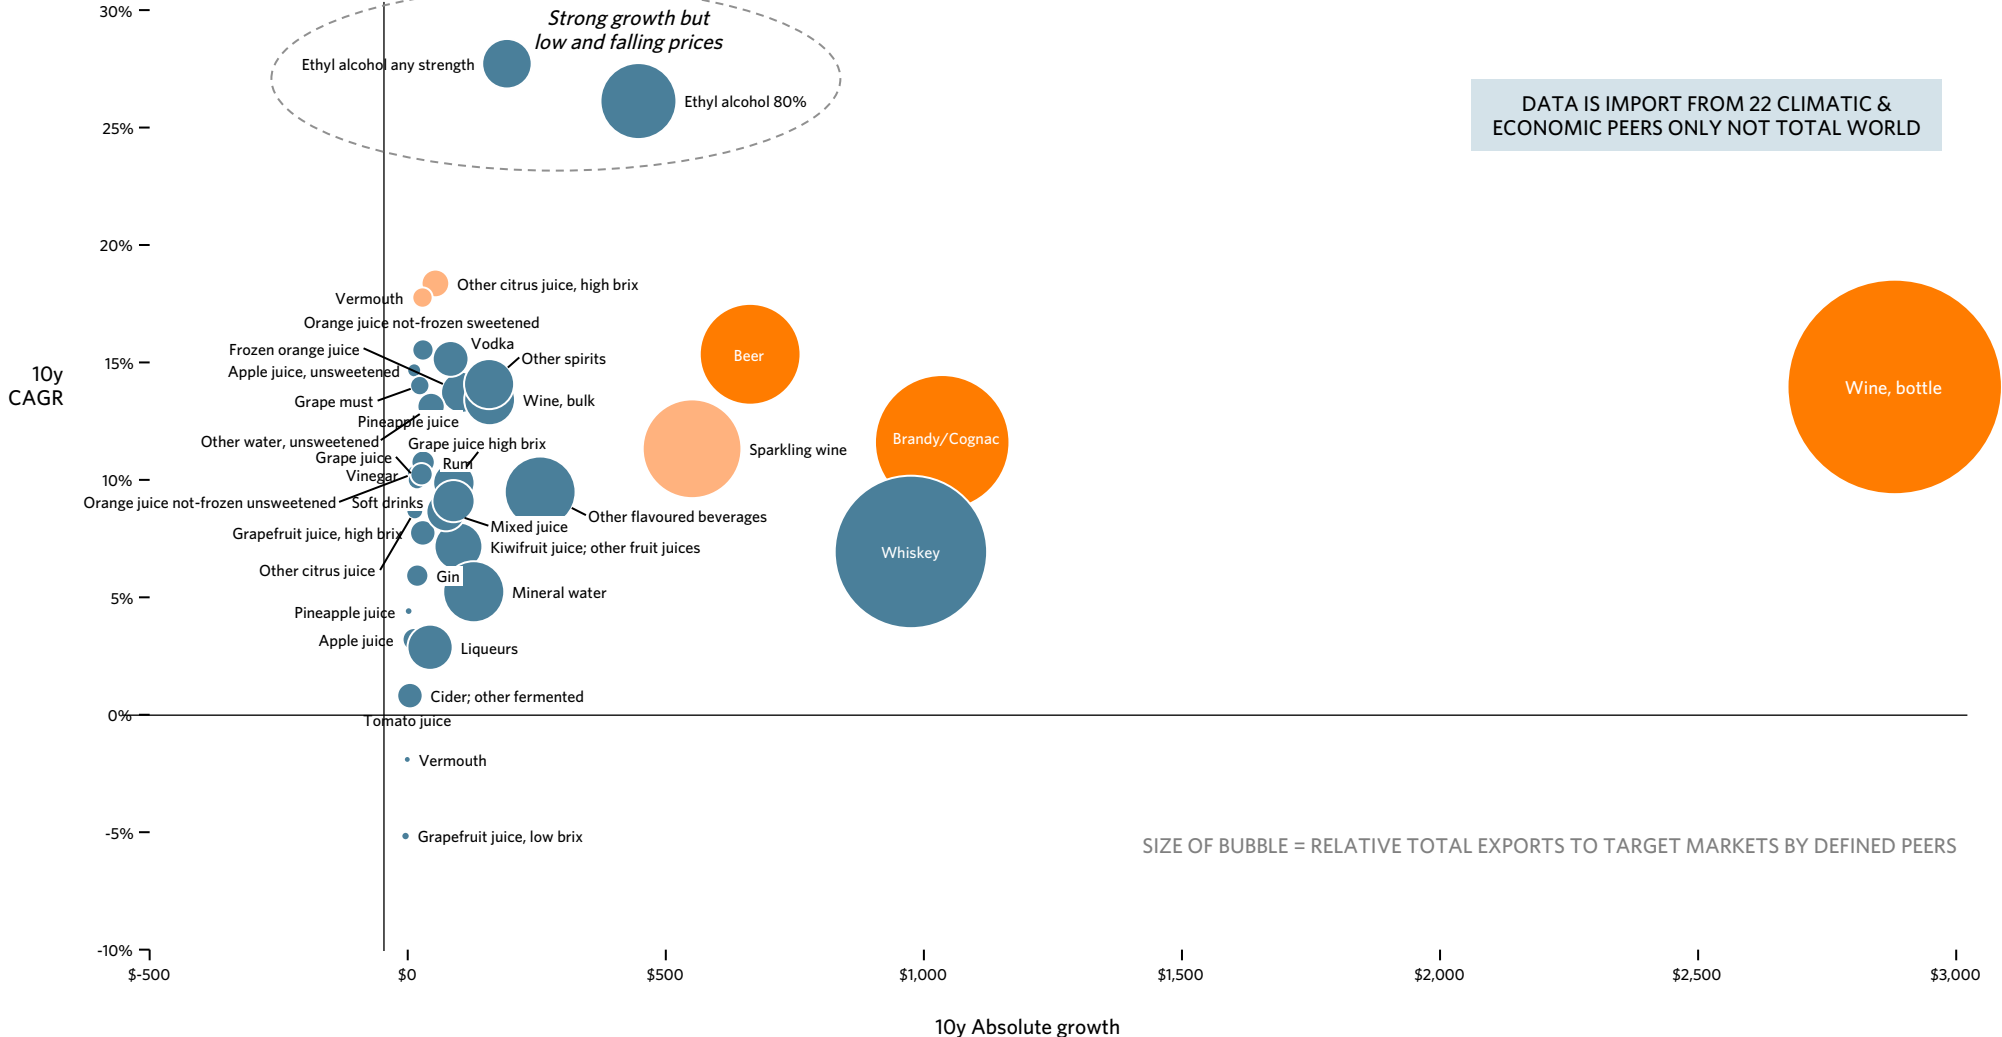 30%
Strong growth but
low and falling prices
Ethyl alcohol any strength
Ethyl alcohol 80%
DATA IS IMPORT FROM 22 CLIMATIC &
ECONOMIC PEERS ONLY NOT TOTAL WORLD
25%
20%
Other citrus juice, high brix
Vermouth
Orange juice not-frozen sweetened
Vodka
Frozen orange juice
Other spirits
Beer
15%
Apple juice, unsweetened
10y
CAGR
Wine, bottle
Grape must
Wine, bulk
Pineapple juice
Other water, unsweetened
Grape juice high brix
Brandy/Cognac
Sparkling wine
Grape juice
Rum
Vinegar
10%
Orange juice not-frozen unsweetened
Soft drinks
Other flavoured beverages
Mixed juice
Grapefruit juice, high brix
Kiwifruit juice; other fruit juices
Whiskey
Other citrus juice
Gin
Mineral water
5%
Pineapple juice
Apple juice
Liqueurs
Cider; other fermented
0%
Tomato juice
Vermouth
-5%
Grapefruit juice, low brix
SIZE OF BUBBLE = RELATIVE TOTAL EXPORTS TO TARGET MARKETS BY DEFINED PEERS
-10%
$-500
$0
$500
$1,000
$1,500
$2,000
$2,500
$3,000
10y Absolute growth